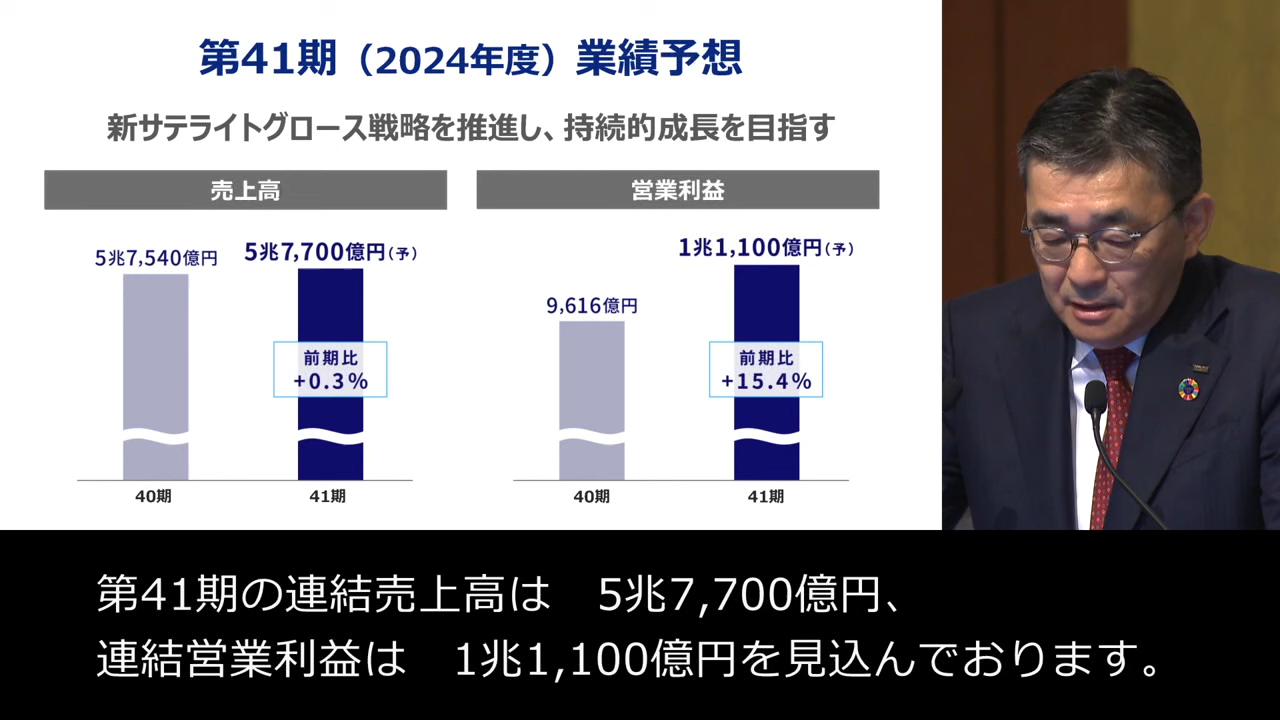 第41期（2024年度）業績予想
新サテライトグロース戦略を推進し、持続的成長を目指す
売上高
営業利益
5兆7,540億円
5兆7,700億円（予）
9,616億円
1兆1,100億円（予）
前期比
+0.3%
前期比
+15.4%
40期
41期
40期
41期
第41期の連結売上高は　5兆7,700億円、
連結営業利益は　1兆1,100億円を見込んでおります。